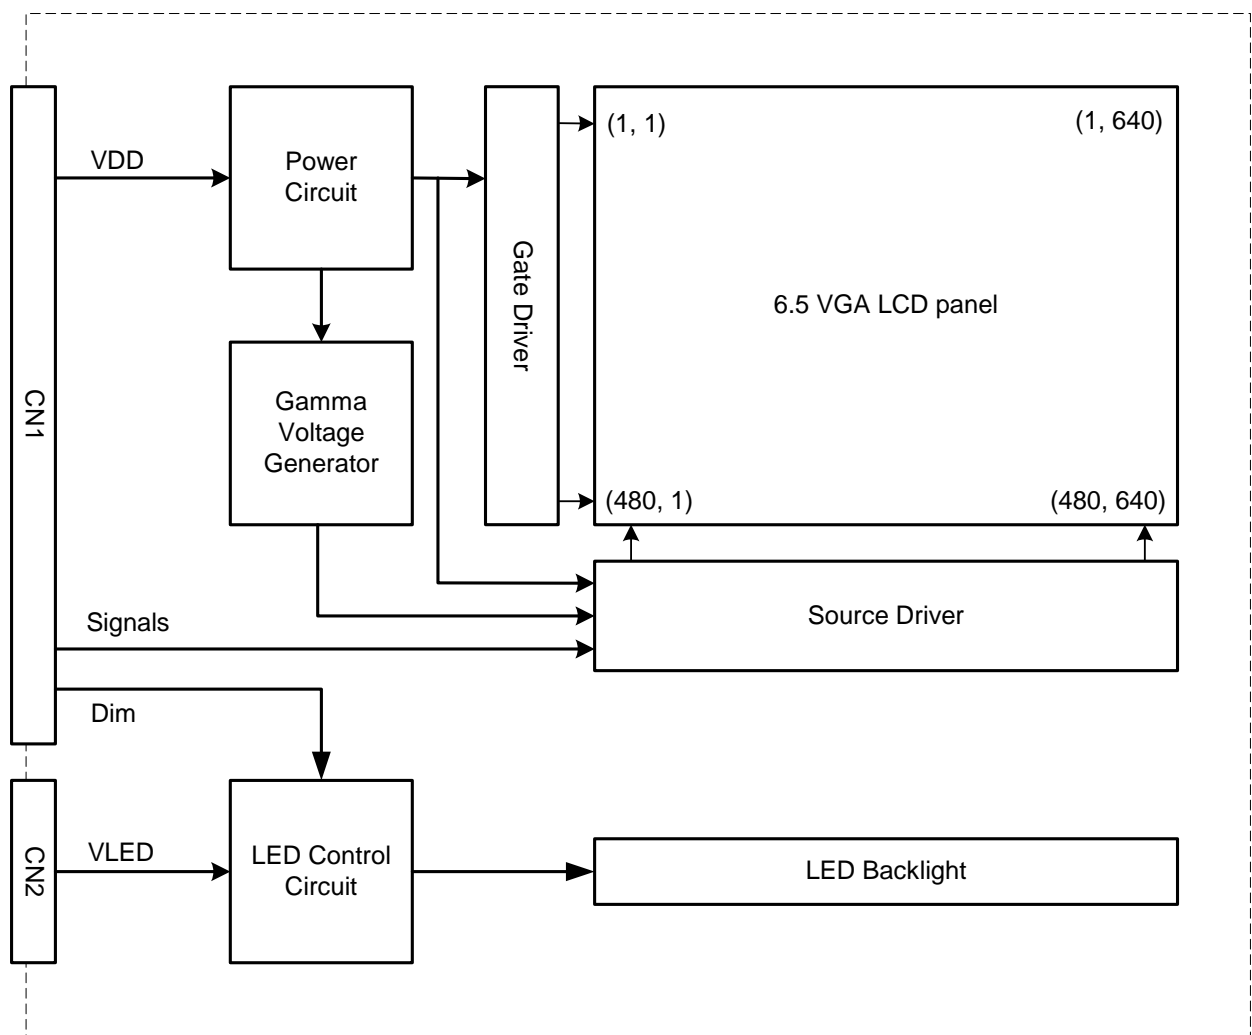 (1, 1)
(1, 640)
VDD
Power
Circuit
Gate Driver
6.5 VGA LCD panel
CN1
Gamma
Voltage
Generator
(480, 1)
(480, 640)
Signals
Source Driver
Dim
CN2
VLED
LED Control
Circuit
LED Backlight